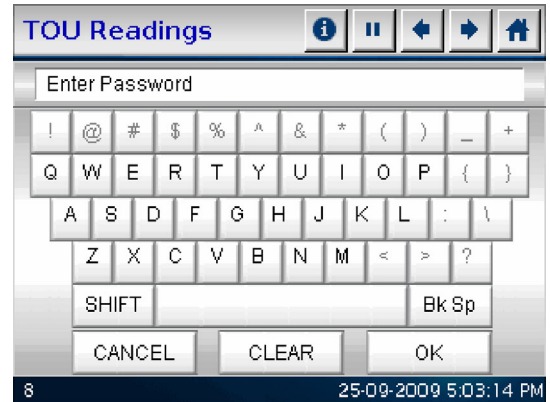 TOU Readings
Enter Password
! @ # $ % ^ & * ( ) _ +
Q W E R T Y U I O P { }
A S D F G H J K L : \
Z X C V B N M < > ?
SHIFT Bk Sp
CANCEL CLEAR OK
8 25-09-2009 5:03:14 PM